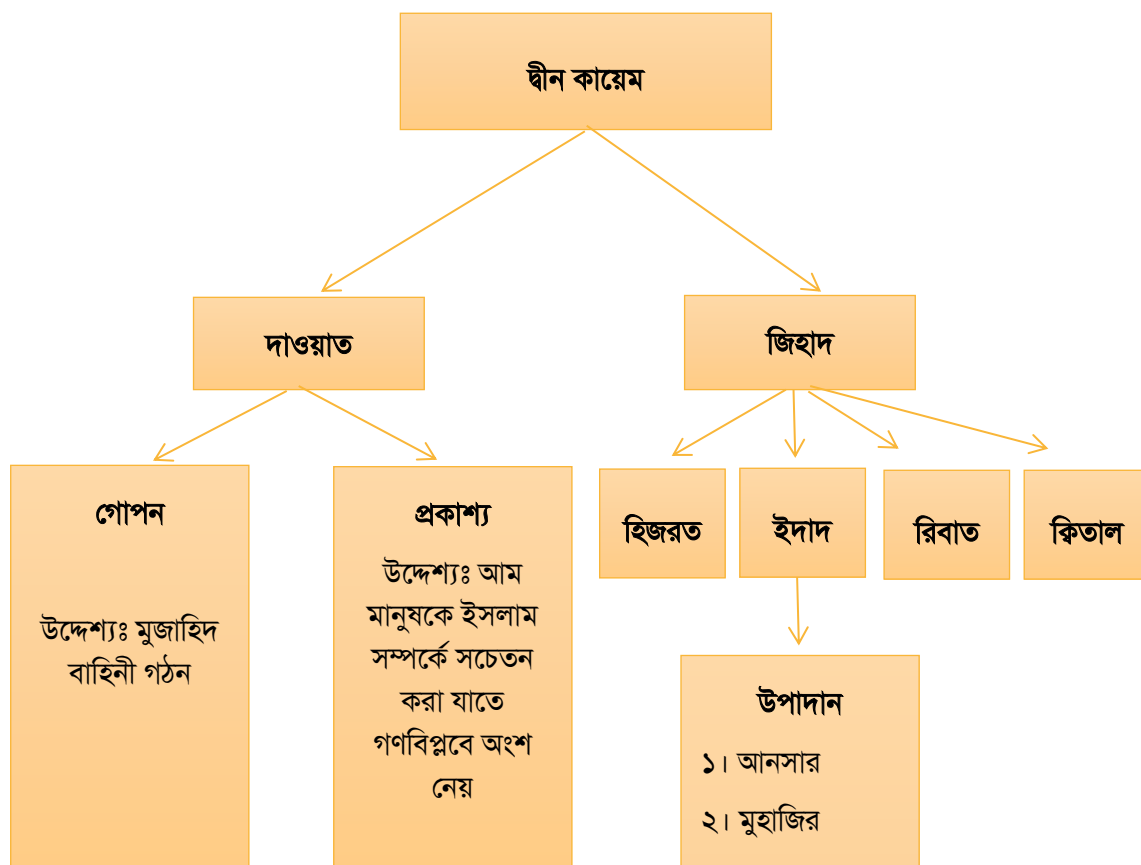 দ্বীন কায়েম
দাওয়াত
জিহাদ
গোপন
উদ্দেশ্যঃ মুজাহিদ
বাহিনী গঠন
প্রকাশ্য
উদ্দেশ্যঃ আম
মানুষকে ইসলাম
সম্পর্কে সচেতন
করা যাতে
গণবিপ্লবে অংশ
নেয়
হিজরত
ইদাদ
রিবাত
ক্বিতাল
উপাদান
১। আনসার
২। মুহাজির